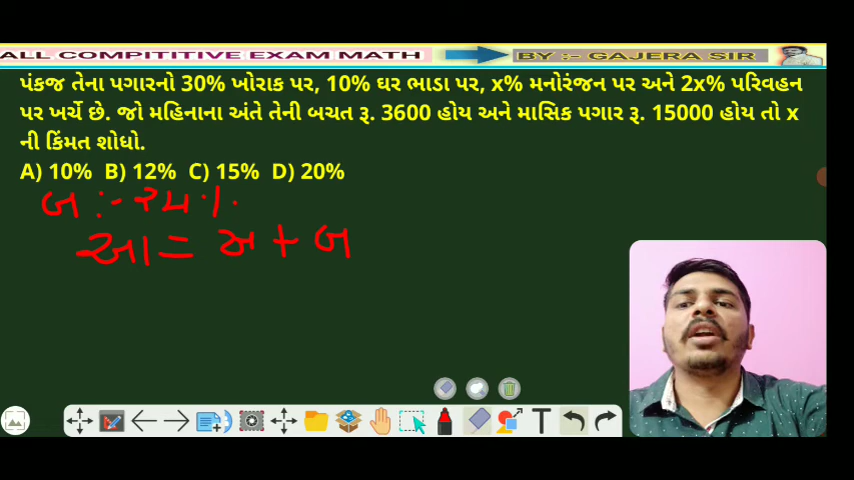 ALL COMPITITIVE EXAM MATH BY :- GAJERA SIR
પંકજ તેના પગારનો 30% ખોરાક પર, 10% ઘર ભાડા પર, x% મનોરંજન પર અને 2x% પરિવહન
પર ખર્ચે છે. જો મહિનાના અંતે તેની બચત રૂ. 3600 હોય અને માસિક પગાર રૂ. 15000 હોય તો x
ની કિંમત શોધો.
A) 10% B) 12% C) 15% D) 20%
બ :- ૨૪%.
આ = ખ + બ
T